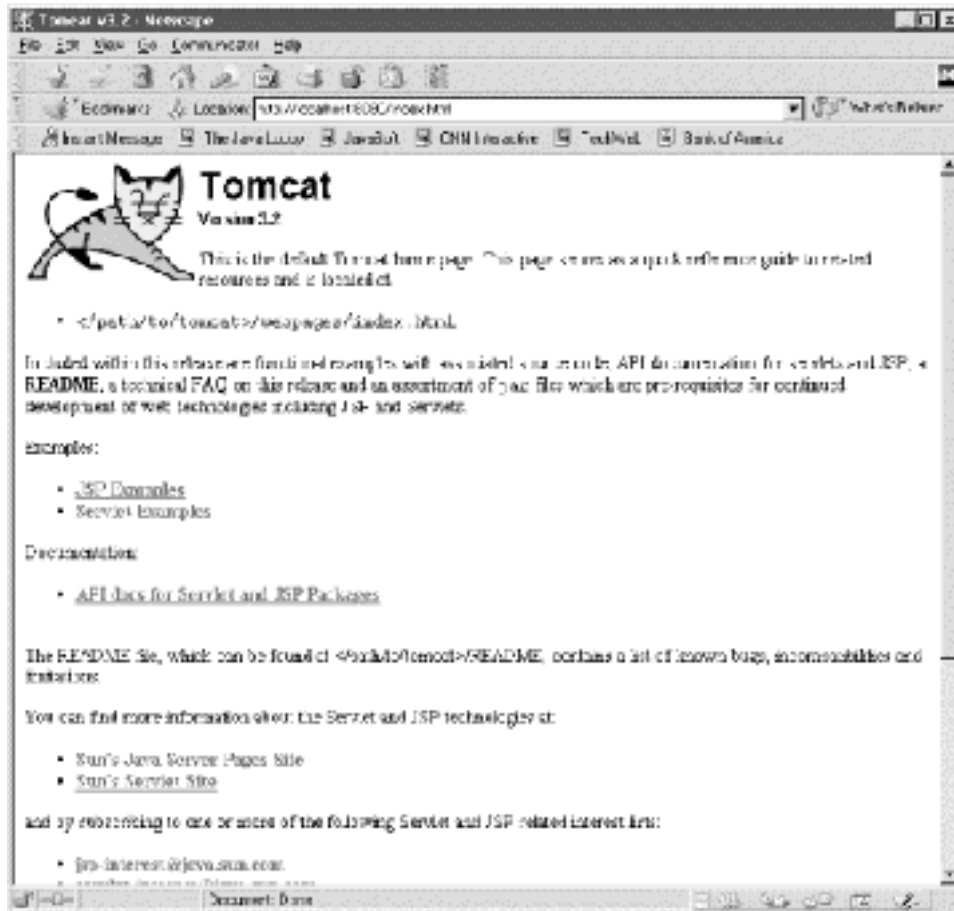 Tomcat v3.2 - Netscape
File Edit View Go Communicator Help
Bookmarks Location: http://localhost:8080/index.html What's Related
Instant Message The Java Lobby JavaSoft CNN Interactive TechWeb Bank of America
Tomcat
Version 3.2
This is the default Tomcat home page. This page serves as a quick reference guide to related
resources and is located at:
• </path/to/tomcat>/webpages/index.html
Included within this release are functional examples with associated source code, API documentation for servlets and JSP, a
README, a technical FAQ on this release and an assortment of jar files which are pre-requisites for continued
development of web technologies including JSP and Servlets.
Examples:
• JSP Examples
• Servlet Examples
Documentation:
• API docs for Servlet and JSP Packages
The README file, which can be found at </path/to/tomcat>/README, contains a list of known bugs, incompatibilities and
limitations.
You can find more information about the Servlet and JSP technologies at:
• Sun's Java Server Pages Site
• Sun's Servlet Site
and by subscribing to one or more of the following Servlet and JSP related interest lists:
• jsp-interest@java.sun.com
Document: Done